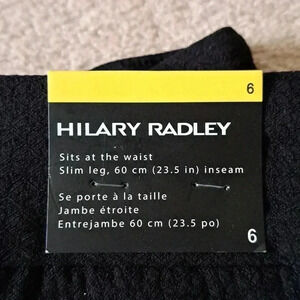 6
HILARY RADLEY
Sits at the waist
Slim leg, 60 cm (23.5 in) inseam
Se porte à la taille
Jambe étroite
Entrejambe 60 cm (23.5 po)
6